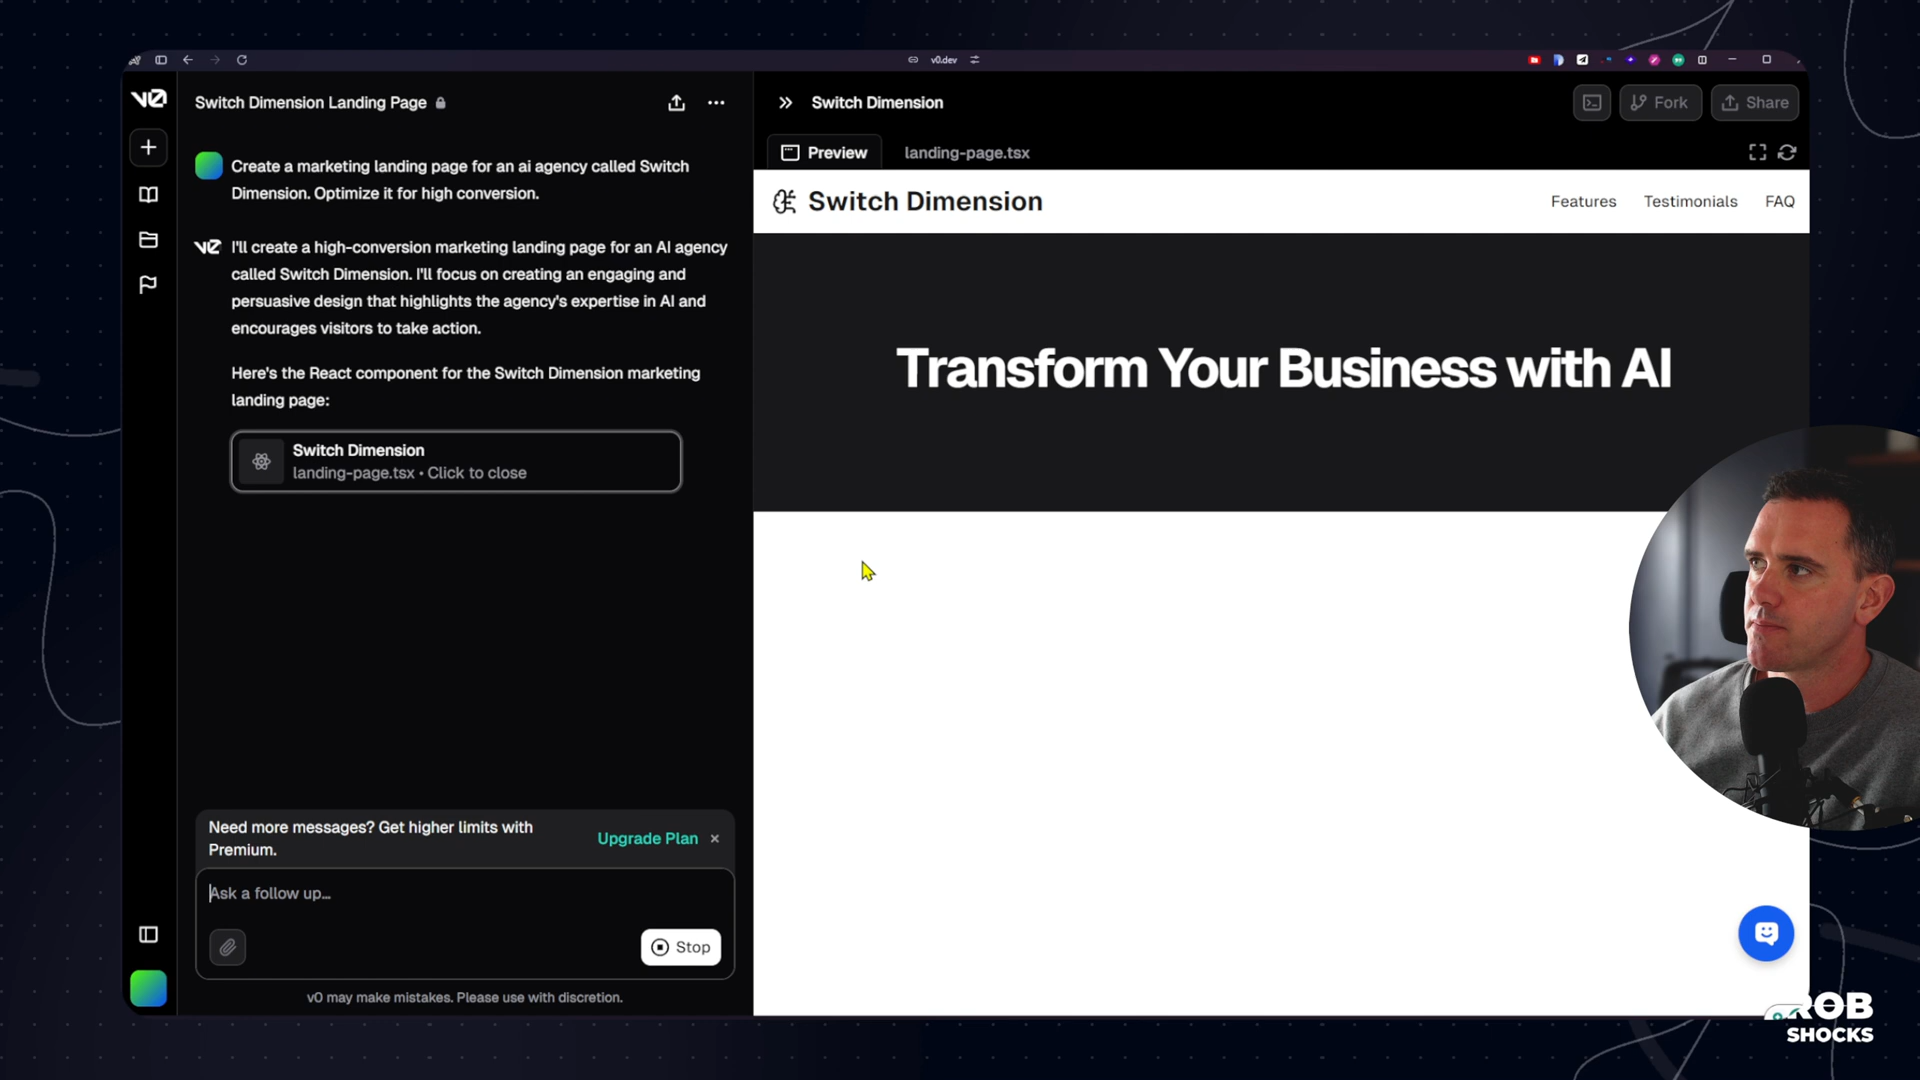 v0.dev
v0
Switch Dimension Landing Page
Create a marketing landing page for an ai agency called Switch
Dimension. Optimize it for high conversion.
v0
I'll create a high-conversion marketing landing page for an AI agency
called Switch Dimension. I'll focus on creating an engaging and
persuasive design that highlights the agency's expertise in AI and
encourages visitors to take action.
Here's the React component for the Switch Dimension marketing
landing page:
Switch Dimension
landing-page.tsx • Click to close
Need more messages? Get higher limits with
Premium.
Upgrade Plan
Ask a follow up...
Stop
v0 may make mistakes. Please use with discretion.
Switch Dimension
Fork
Share
Preview
landing-page.tsx
Switch Dimension
Features
Testimonials
FAQ
Transform Your Business with AI
ROB
SHOCKS